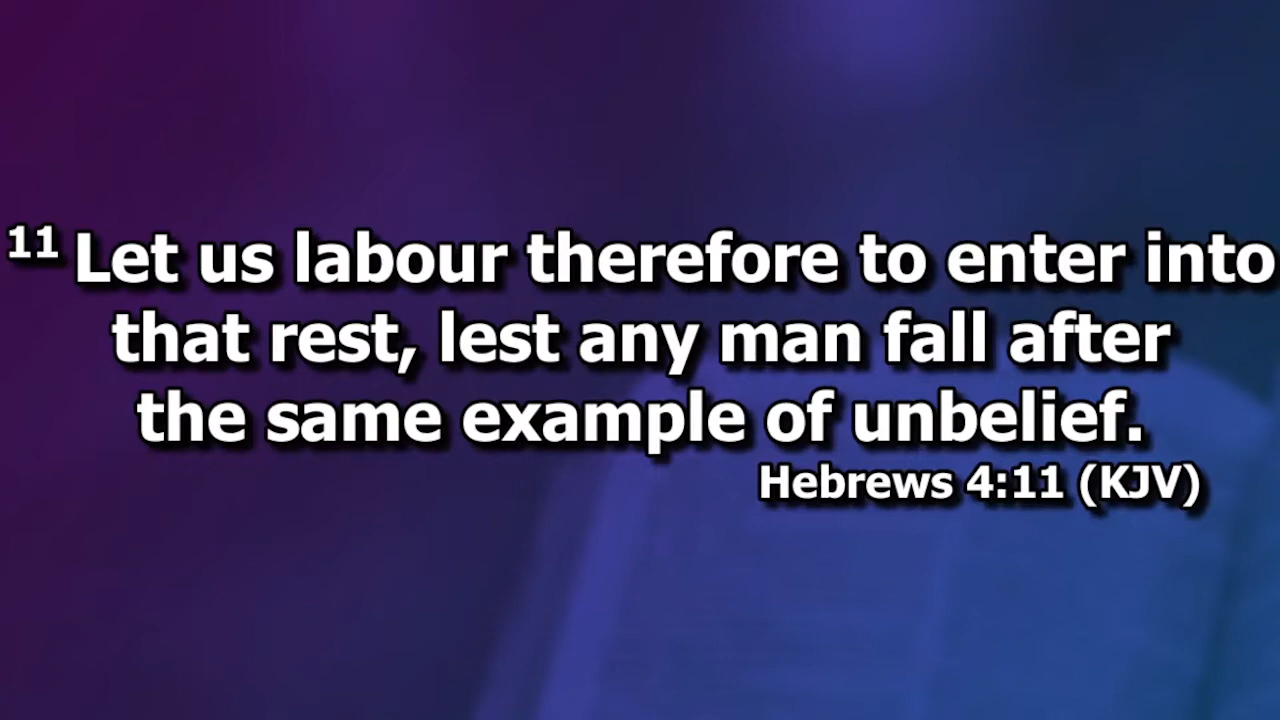 11 Let us labour therefore to enter into
that rest, lest any man fall after
the same example of unbelief.
Hebrews 4:11 (KJV)